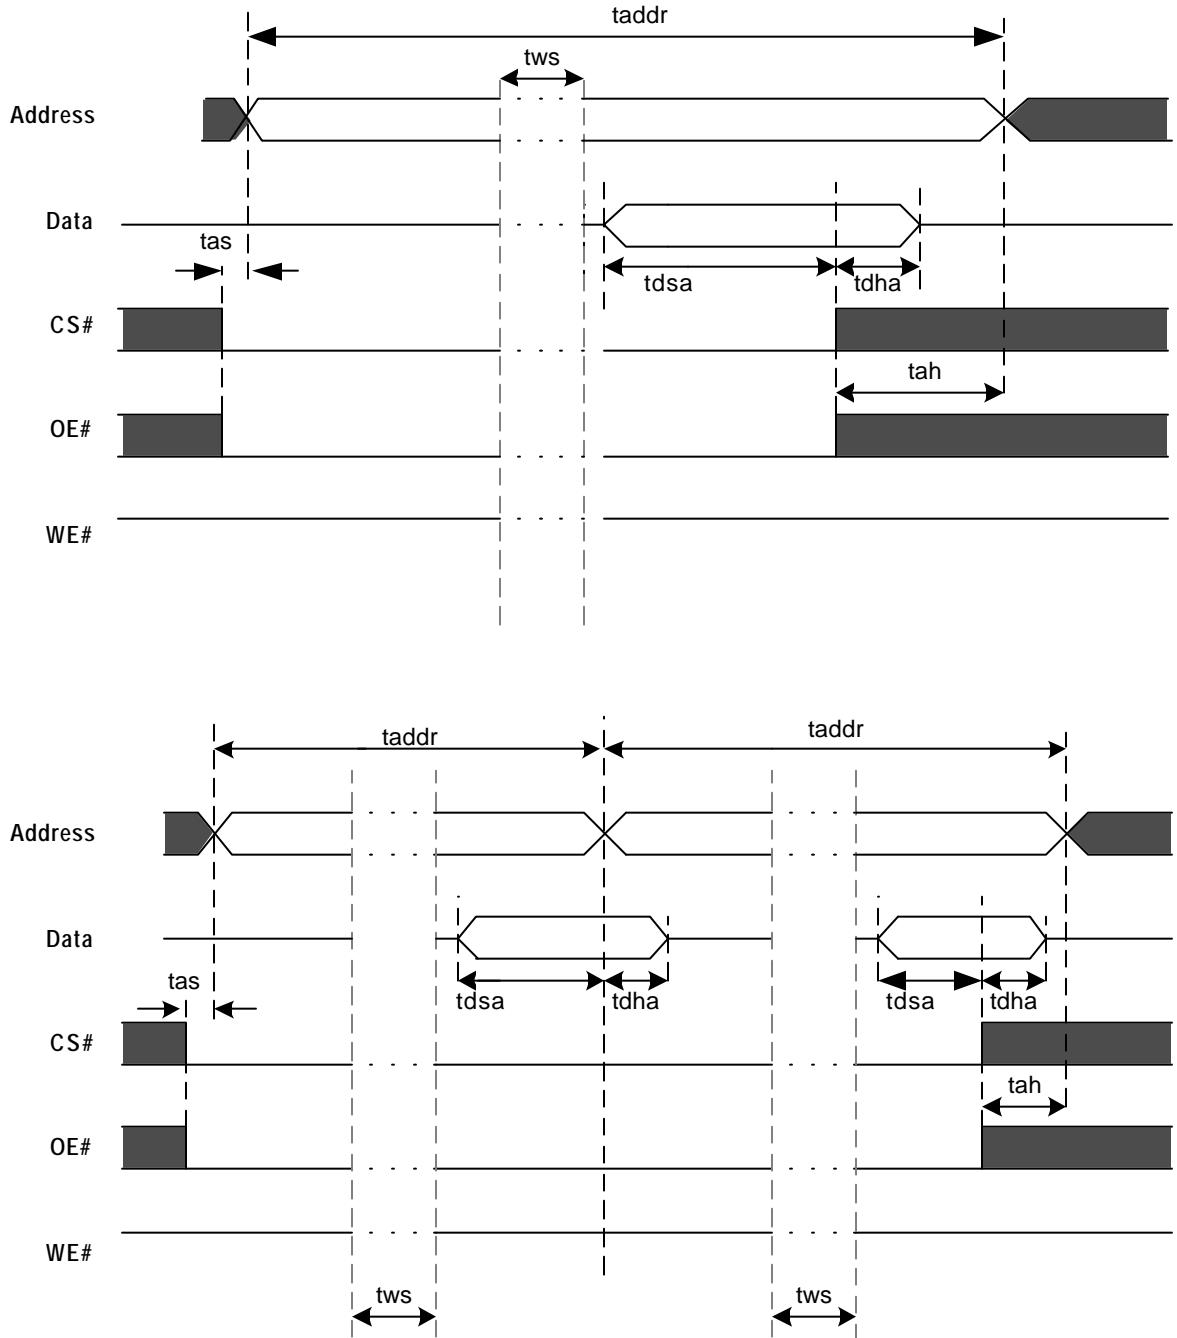 taddr
tws
Address
Data
tas
tdsa
tdha
CS#
tah
OE#
WE#
taddr
taddr
Address
Data
tas
tdsa
tdha
tdsa
tdha
CS#
tah
OE#
WE#
tws
tws